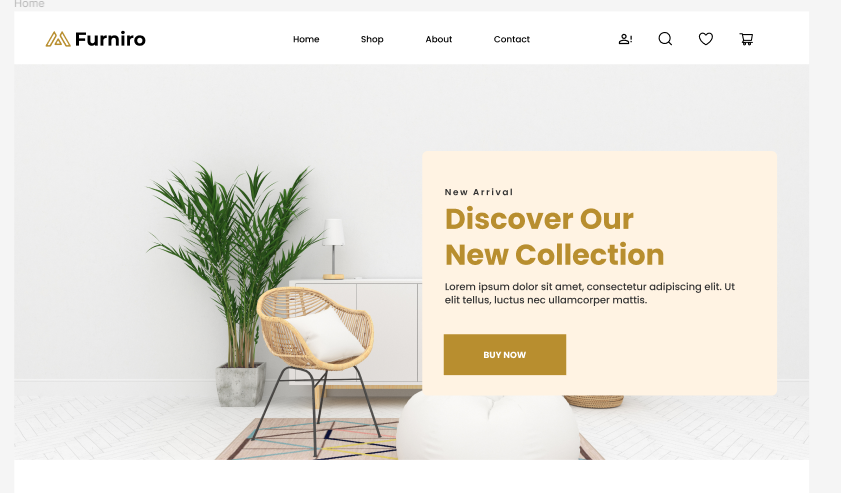 Home
Furniro
Home
Shop
About
Contact
New Arrival
Discover Our
New Collection
Lorem ipsum dolor sit amet, consectetur adipiscing elit. Ut
elit tellus, luctus nec ullamcorper mattis.
BUY NOW